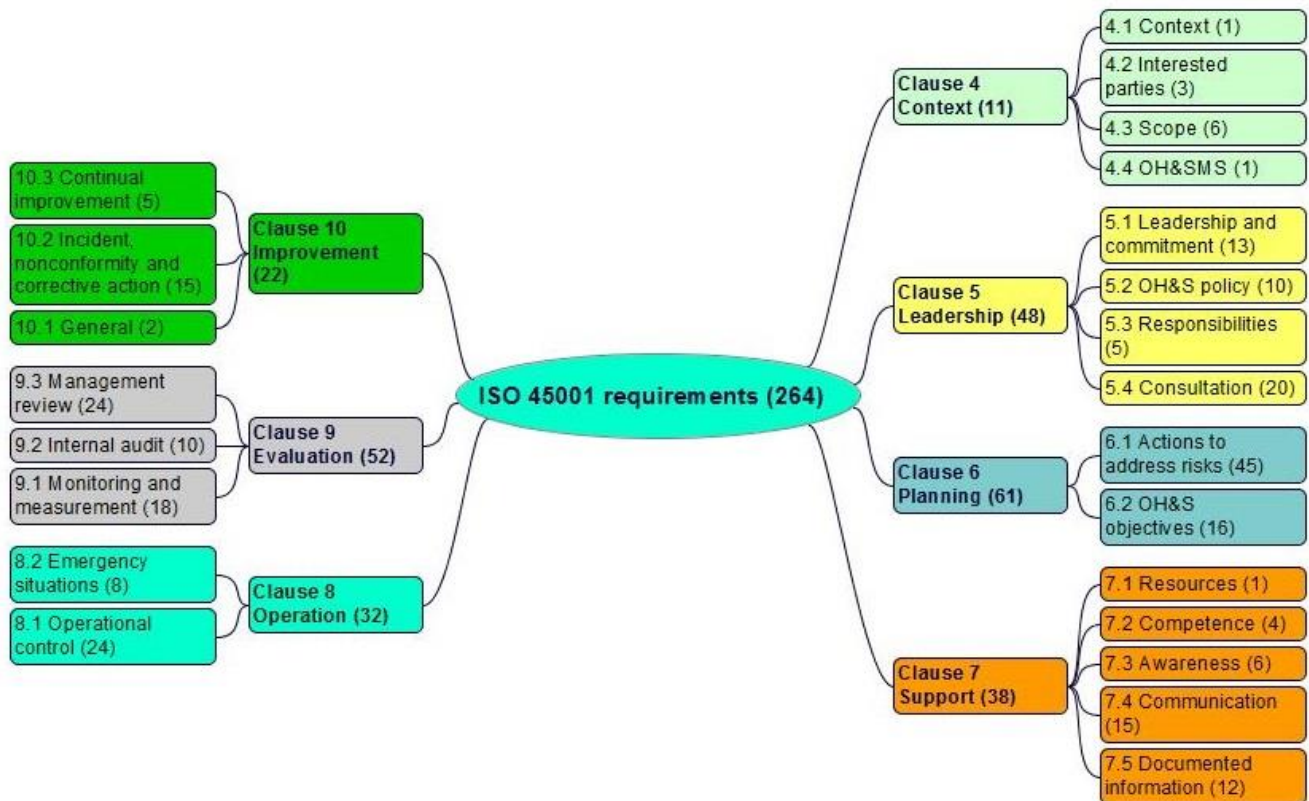 ISO 45001 requirements (264)
Clause 4
Context (11)
4.1 Context (1)
4.2 Interested
parties (3)
4.3 Scope (6)
4.4 OH&SMS (1)
Clause 5
Leadership (48)
5.1 Leadership and
commitment (13)
5.2 OH&S policy (10)
5.3 Responsibilities
(5)
5.4 Consultation (20)
Clause 6
Planning (61)
6.1 Actions to
address risks (45)
6.2 OH&S
objectives (16)
Clause 7
Support (38)
7.1 Resources (1)
7.2 Competence (4)
7.3 Awareness (6)
7.4 Communication
(15)
7.5 Documented
information (12)
Clause 10
Improvement
(22)
10.3 Continual
improvement (5)
10.2 Incident,
nonconformity and
corrective action (15)
10.1 General (2)
Clause 9
Evaluation (52)
9.3 Management
review (24)
9.2 Internal audit (10)
9.1 Monitoring and
measurement (18)
Clause 8
Operation (32)
8.2 Emergency
situations (8)
8.1 Operational
control (24)